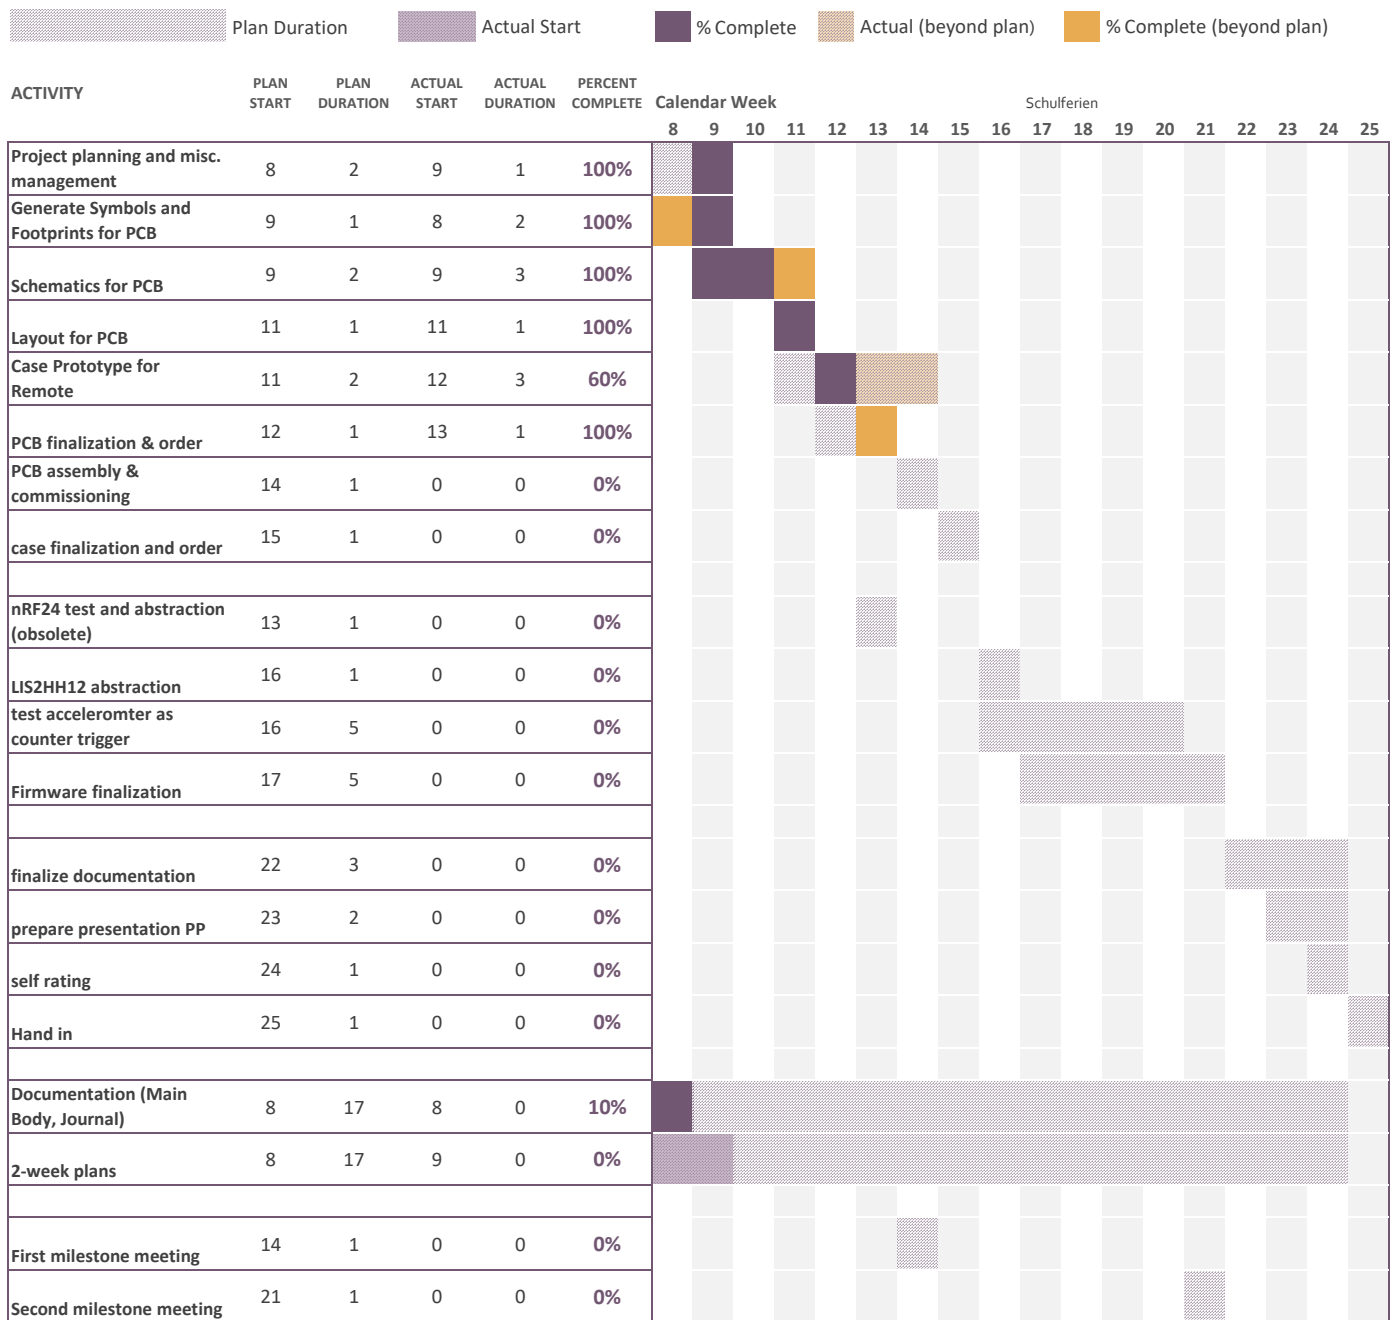 Plan Duration Actual Start % Complete Actual (beyond plan) % Complete (beyond plan)
ACTIVITY PLAN START PLAN DURATION ACTUAL START ACTUAL DURATION PERCENT COMPLETE Calendar Week Schulferien
8 9 10 11 12 13 14 15 16 17 18 19 20 21 22 23 24 25
Project planning and misc.
management 8 2 9 1 100%
Generate Symbols and
Footprints for PCB 9 1 8 2 100%
Schematics for PCB 9 2 9 3 100%
Layout for PCB 11 1 11 1 100%
Case Prototype for
Remote 11 2 12 3 60%
PCB finalization & order 12 1 13 1 100%
PCB assembly &
commissioning 14 1 0 0 0%
case finalization and order 15 1 0 0 0%
nRF24 test and abstraction
(obsolete) 13 1 0 0 0%
LIS2HH12 abstraction 16 1 0 0 0%
test acceleromter as
counter trigger 16 5 0 0 0%
Firmware finalization 17 5 0 0 0%
finalize documentation 22 3 0 0 0%
prepare presentation PP 23 2 0 0 0%
self rating 24 1 0 0 0%
Hand in 25 1 0 0 0%
Documentation (Main
Body, Journal) 8 17 8 0 10%
2-week plans 8 17 9 0 0%
First milestone meeting 14 1 0 0 0%
Second milestone meeting 21 1 0 0 0%